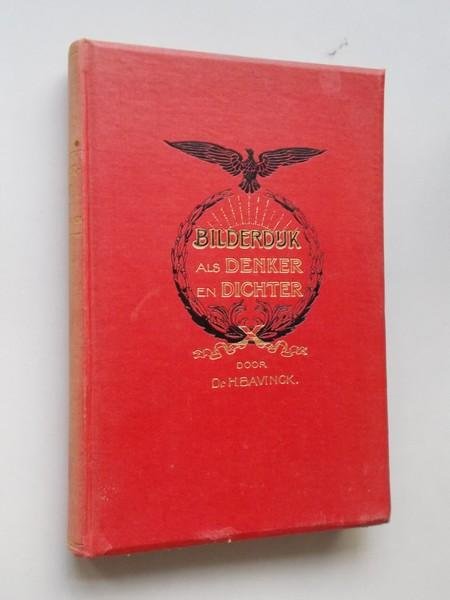 BILDERDIJK
ALS DENKER
EN DICHTER
DOOR
Dr H. BAVINCK.